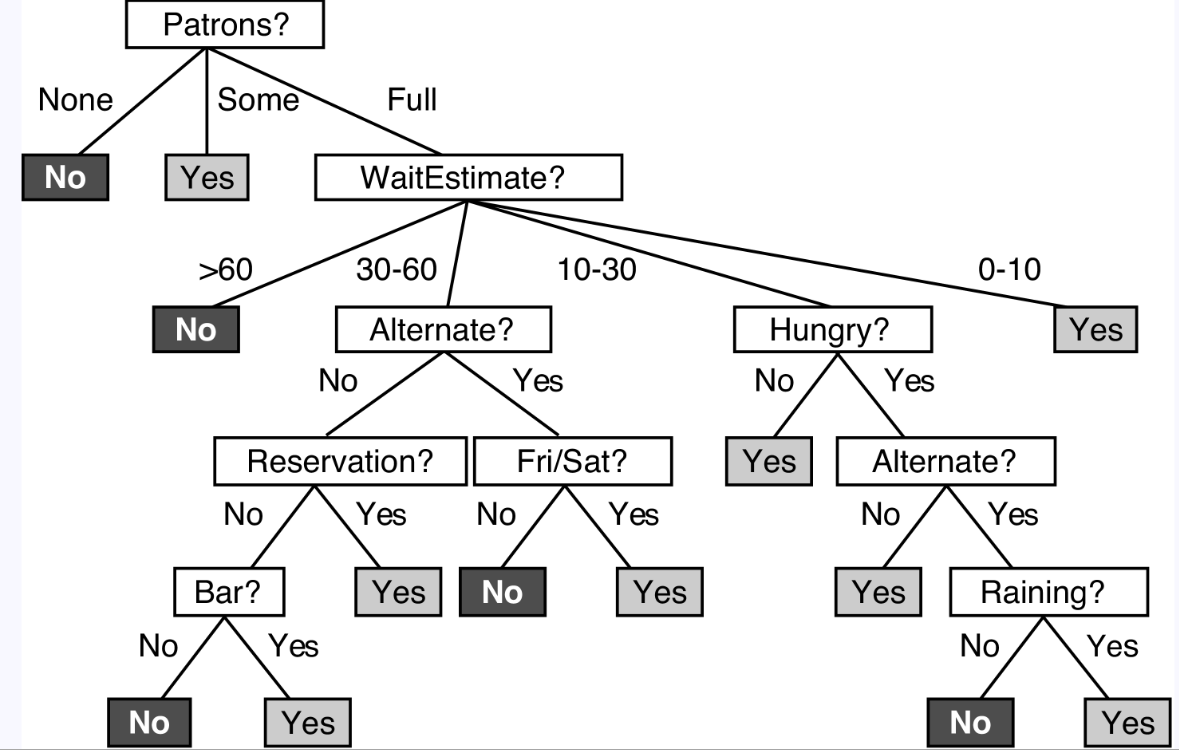 Patrons?
None Some Full
No Yes WaitEstimate?
>60 30-60 10-30 0-10
No Alternate? Hungry? Yes
No Yes No Yes
Reservation? Fri/Sat? Yes Alternate?
No Yes No Yes No Yes
Bar? Yes No Yes Yes Raining?
No Yes No Yes
No Yes No Yes